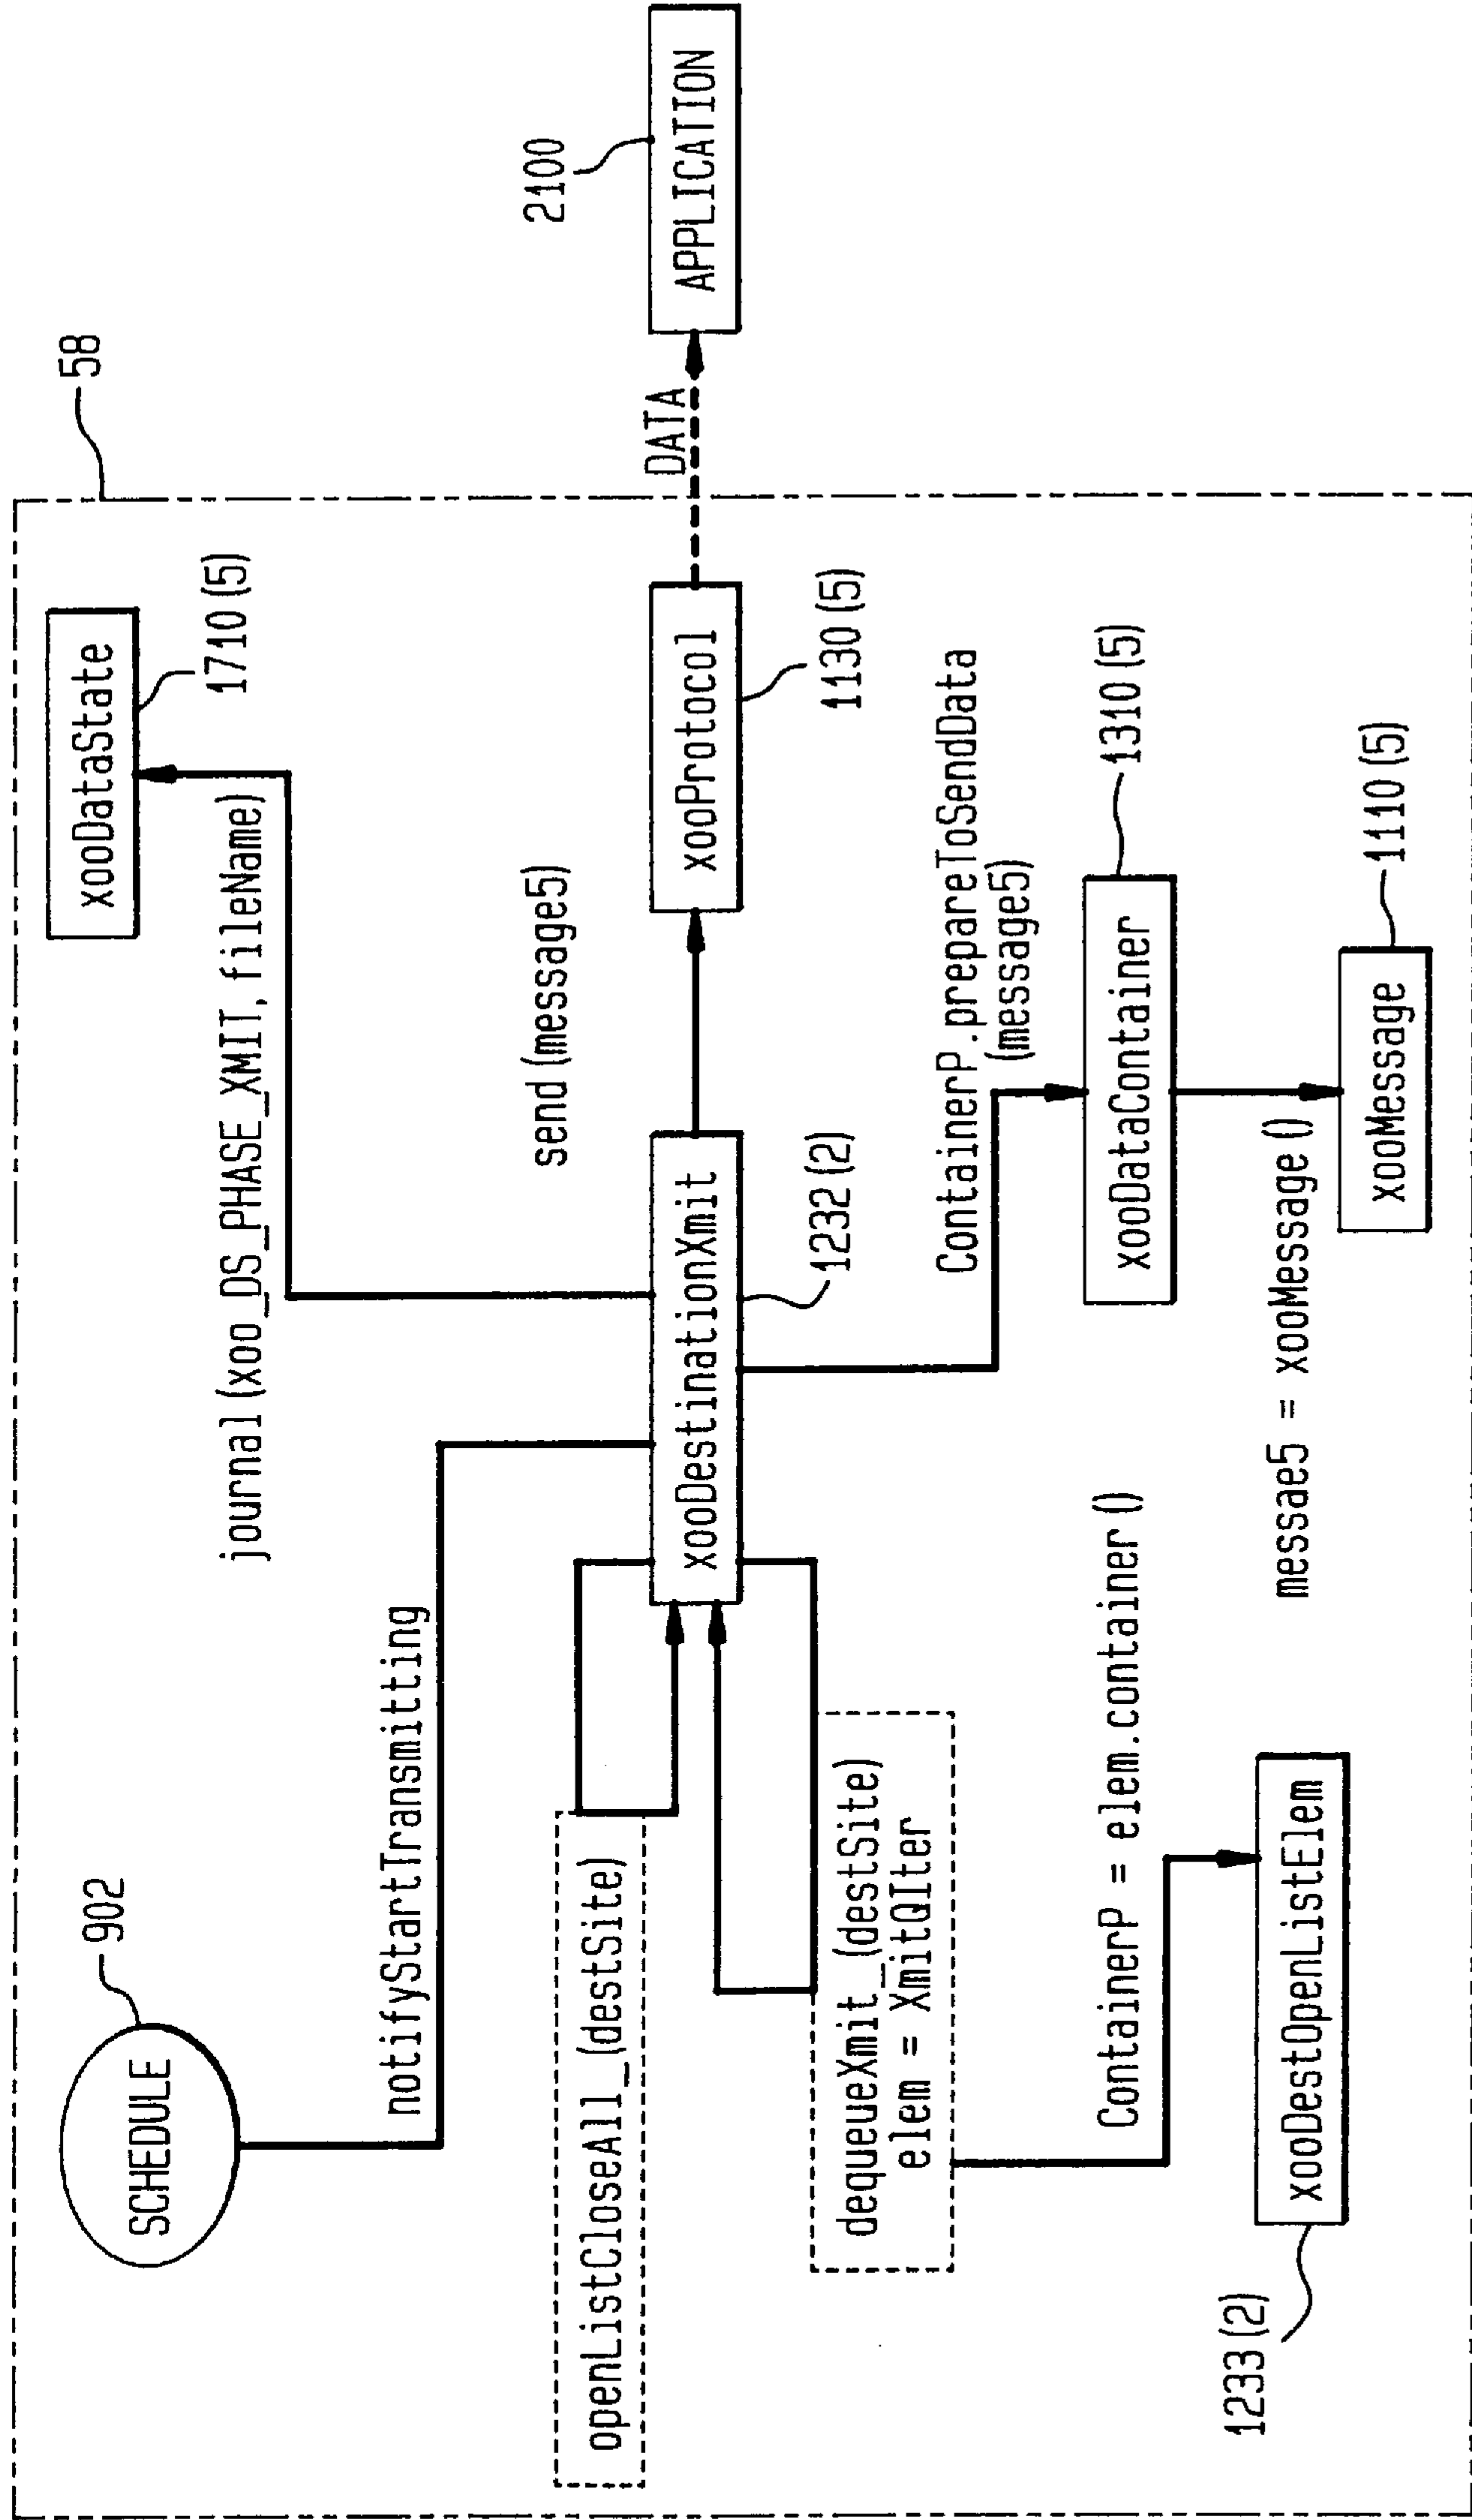 SCHEDULE
902
notifyStartTransmitting
journal (xoo_DS_PHASE_XMIT, fileName)
xooDataState
1710 (5)
58
openListCloseAll_(destSite)
xooDestinationXmit
1232 (2)
send (message5)
xooProtocol
1130 (5)
DATA
APPLICATION
2100
dequeueXmit_(destSite)
elem = XmitQIter
ContainerP.prepareToSendData
(message5)
ContainerP = elem.container ()
xooDataContainer
1310 (5)
xooDestOpenListElem
1233 (2)
messae5 = xooMessage ()
xooMessage
1110 (5)